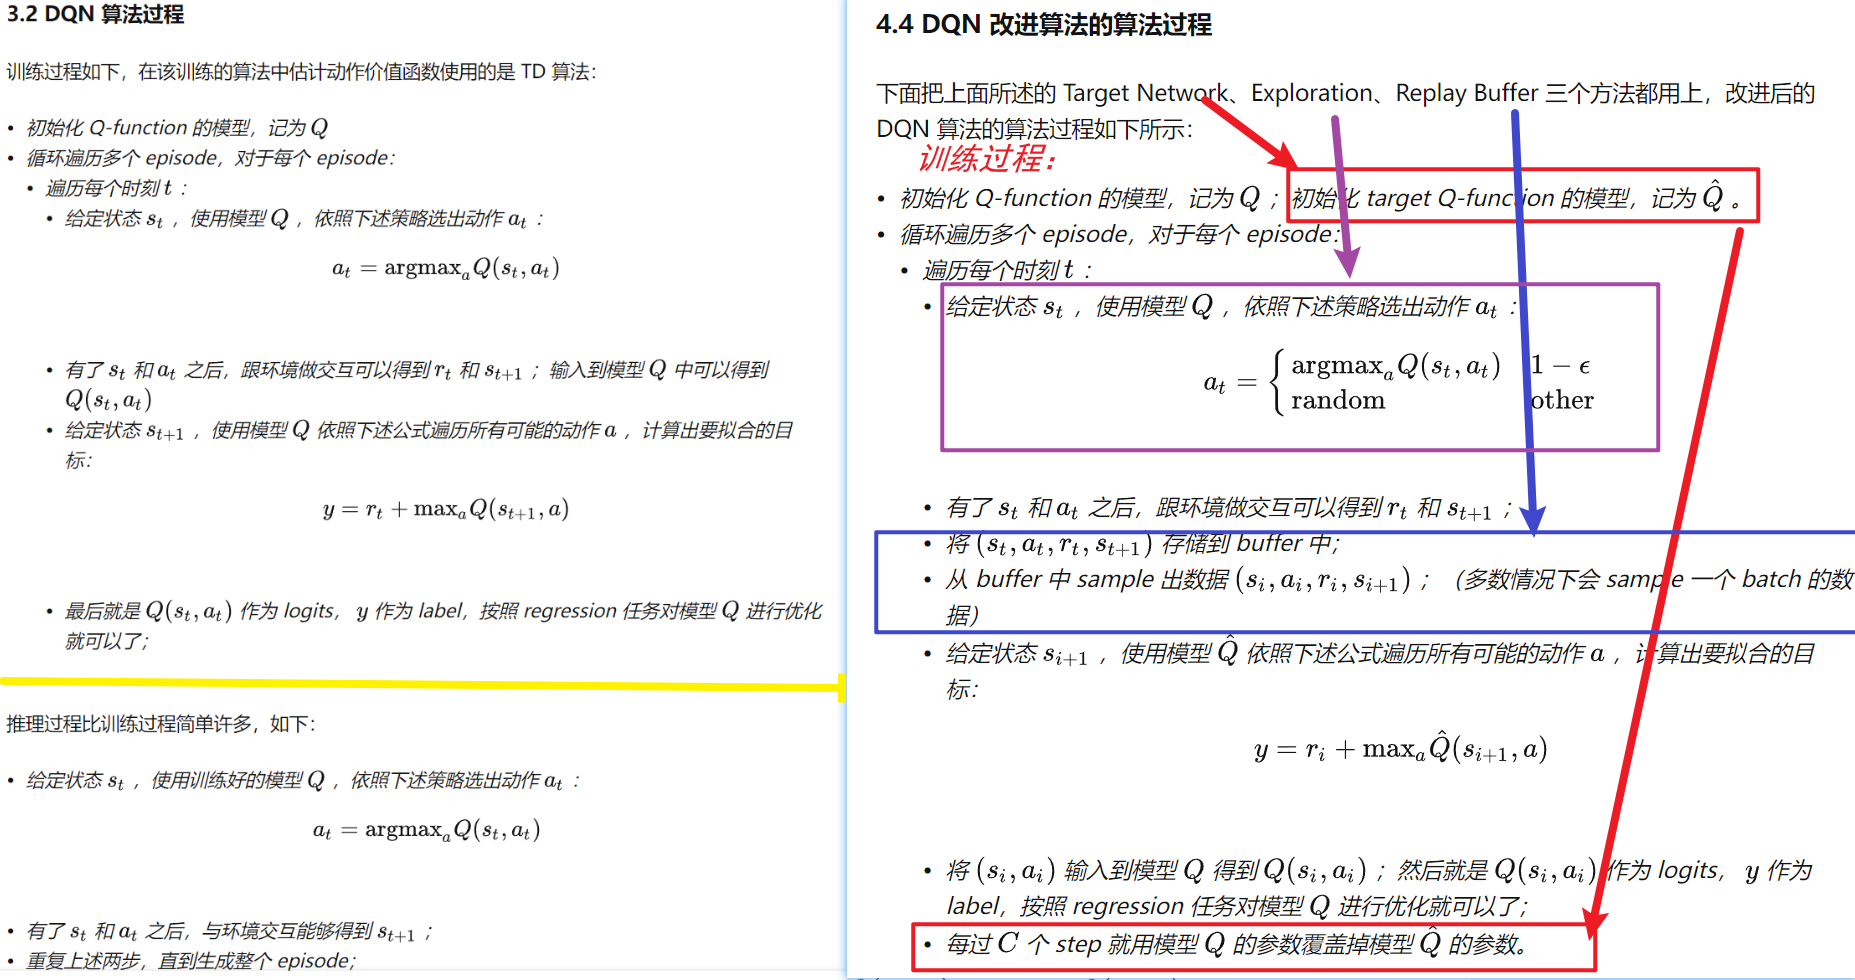 3.2 DQN 算法过程
训练过程如下，在该训练的算法中估计动作价值函数使用的是 TD 算法：
• 初始化 Q-function 的模型，记为 Q
• 循环遍历多个 episode，对于每个 episode：
• 遍历每个时刻 t ：
• 给定状态 s_t ，使用模型 Q ，依照下述策略选出动作 a_t ：
a_t = argmax_a Q(s_t, a_t)
• 有了 s_t 和 a_t 之后，跟环境做交互可以得到 r_t 和 s_{t+1} ；输入到模型 Q 中可以得到
Q(s_t, a_t)
• 给定状态 s_{t+1} ，使用模型 Q 依照下述公式遍历所有可能的动作 a ，计算出要拟合的目
标：
y = r_t + max_a Q(s_{t+1}, a)
• 最后就是 Q(s_t, a_t) 作为 logits， y 作为 label，按照 regression 任务对模型 Q 进行优化
就可以了；
推理过程比训练过程简单许多，如下：
• 给定状态 s_t ，使用训练好的模型 Q ，依照下述策略选出动作 a_t ：
a_t = argmax_a Q(s_t, a_t)
• 有了 s_t 和 a_t 之后，与环境交互能够得到 s_{t+1} ；
• 重复上述两步，直到生成整个 episode；
4.4 DQN 改进算法的算法过程
下面把上面所述的 Target Network、Exploration、Replay Buffer 三个方法都用上，改进后的
DQN 算法的算法过程如下所示：
训练过程：
• 初始化 Q-function 的模型，记为 Q ；初始化 target Q-function 的模型，记为 Q̂ 。
• 循环遍历多个 episode，对于每个 episode：
• 遍历每个时刻 t ：
• 给定状态 s_t ，使用模型 Q ，依照下述策略选出动作 a_t ：
a_t = { argmax_a Q(s_t, a_t) 1 − ϵ
random other
• 有了 s_t 和 a_t 之后，跟环境做交互可以得到 r_t 和 s_{t+1} ；
• 将 (s_t, a_t, r_t, s_{t+1}) 存储到 buffer 中；
• 从 buffer 中 sample 出数据 (s_i, a_i, r_i, s_{i+1}) ；（多数情况下会 sample 一个 batch 的数
据）
• 给定状态 s_{i+1} ，使用模型 Q̂ 依照下述公式遍历所有可能的动作 a ，计算出要拟合的目
标：
y = r_i + max_a Q̂(s_{i+1}, a)
• 将 (s_i, a_i) 输入到模型 Q 得到 Q(s_i, a_i) ；然后就是 Q(s_i, a_i) 作为 logits， y 作为
label，按照 regression 任务对模型 Q 进行优化就可以了；
• 每过 C 个 step 就用模型 Q 的参数覆盖掉模型 Q̂ 的参数。